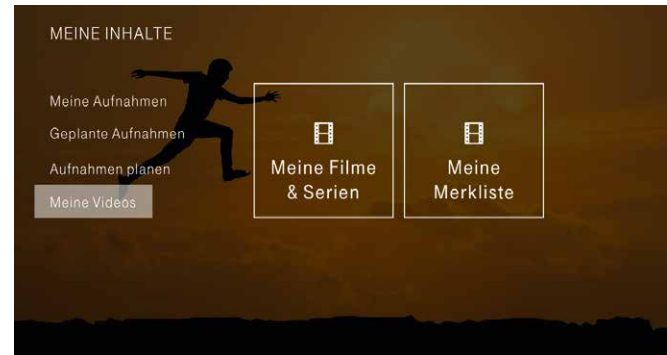 MEINE INHALTE
Meine Aufnahmen
Geplante Aufnahmen
Aufnahmen planen
Meine Videos
Meine Filme
& Serien
Meine
Merkliste